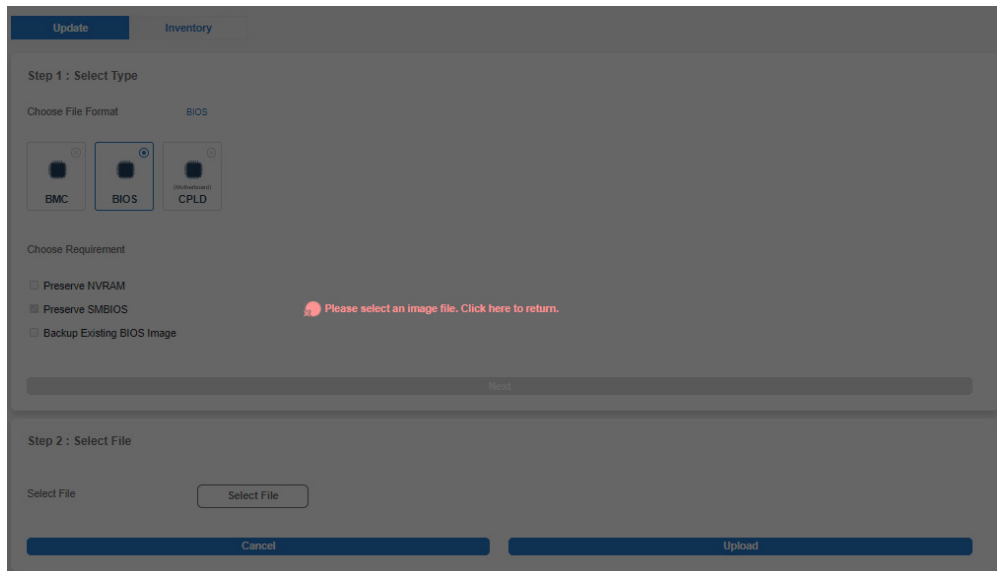 Update Inventory
Step 1 : Select Type
Choose File Format BIOS
BMC BIOS (Motherboard) CPLD
Choose Requirement
Preserve NVRAM
Preserve SMBIOS
Please select an image file. Click here to return.
Backup Existing BIOS Image
Next
Step 2 : Select File
Select File Select File
Cancel Upload